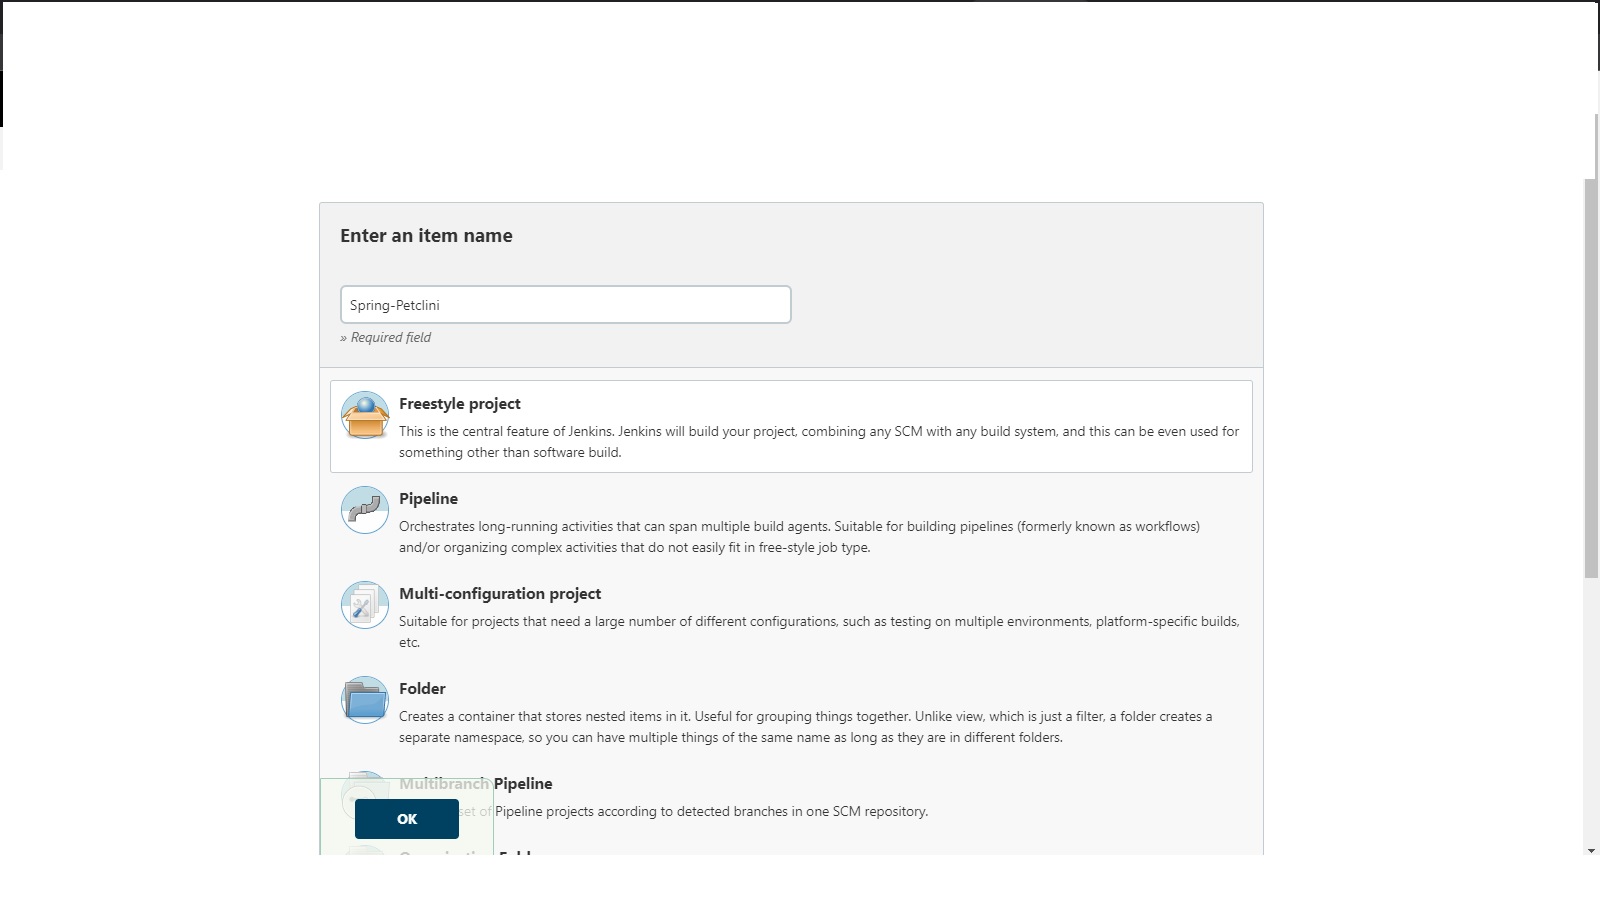 Enter an item name
Spring-Petclini
» Required field
Freestyle project
This is the central feature of Jenkins. Jenkins will build your project, combining any SCM with any build system, and this can be even used for
something other than software build.
Pipeline
Orchestrates long-running activities that can span multiple build agents. Suitable for building pipelines (formerly known as workflows)
and/or organizing complex activities that do not easily fit in free-style job type.
Multi-configuration project
Suitable for projects that need a large number of different configurations, such as testing on multiple environments, platform-specific builds,
etc.
Folder
Creates a container that stores nested items in it. Useful for grouping things together. Unlike view, which is just a filter, a folder creates a
separate namespace, so you can have multiple things of the same name as long as they are in different folders.
Multibranch Pipeline
set of Pipeline projects according to detected branches in one SCM repository.
OK